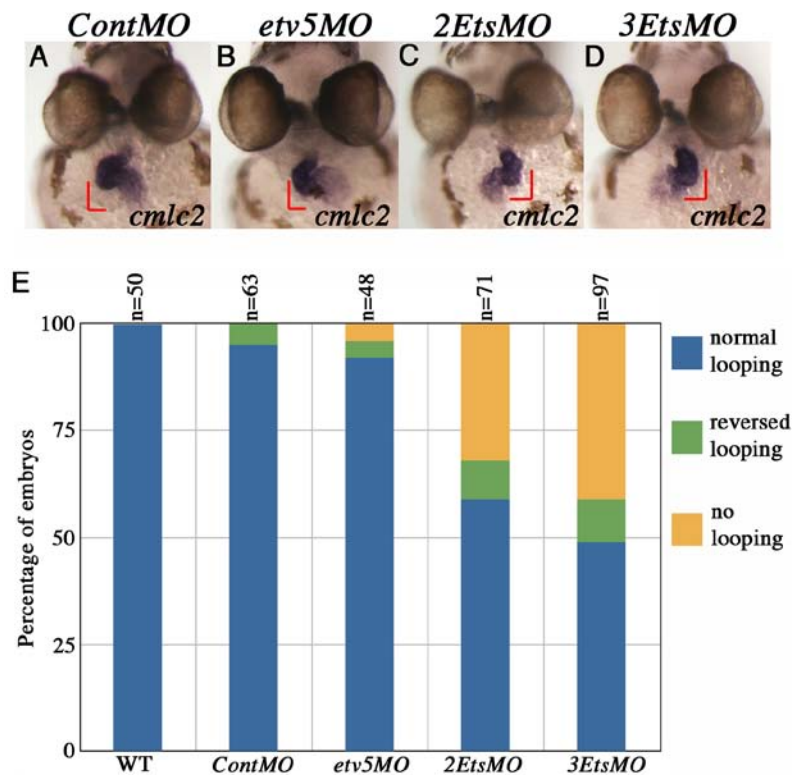 ContMO etv5MO 2EtsMO 3EtsMO
A B C D
cmlc2 cmlc2 cmlc2 cmlc2
E
n=50 n=63 n=48 n=71 n=97
100
75
50
25
0
Percentage of embryos
WT ContMO etv5MO 2EtsMO 3EtsMO
normal
looping
reversed
looping
no
looping